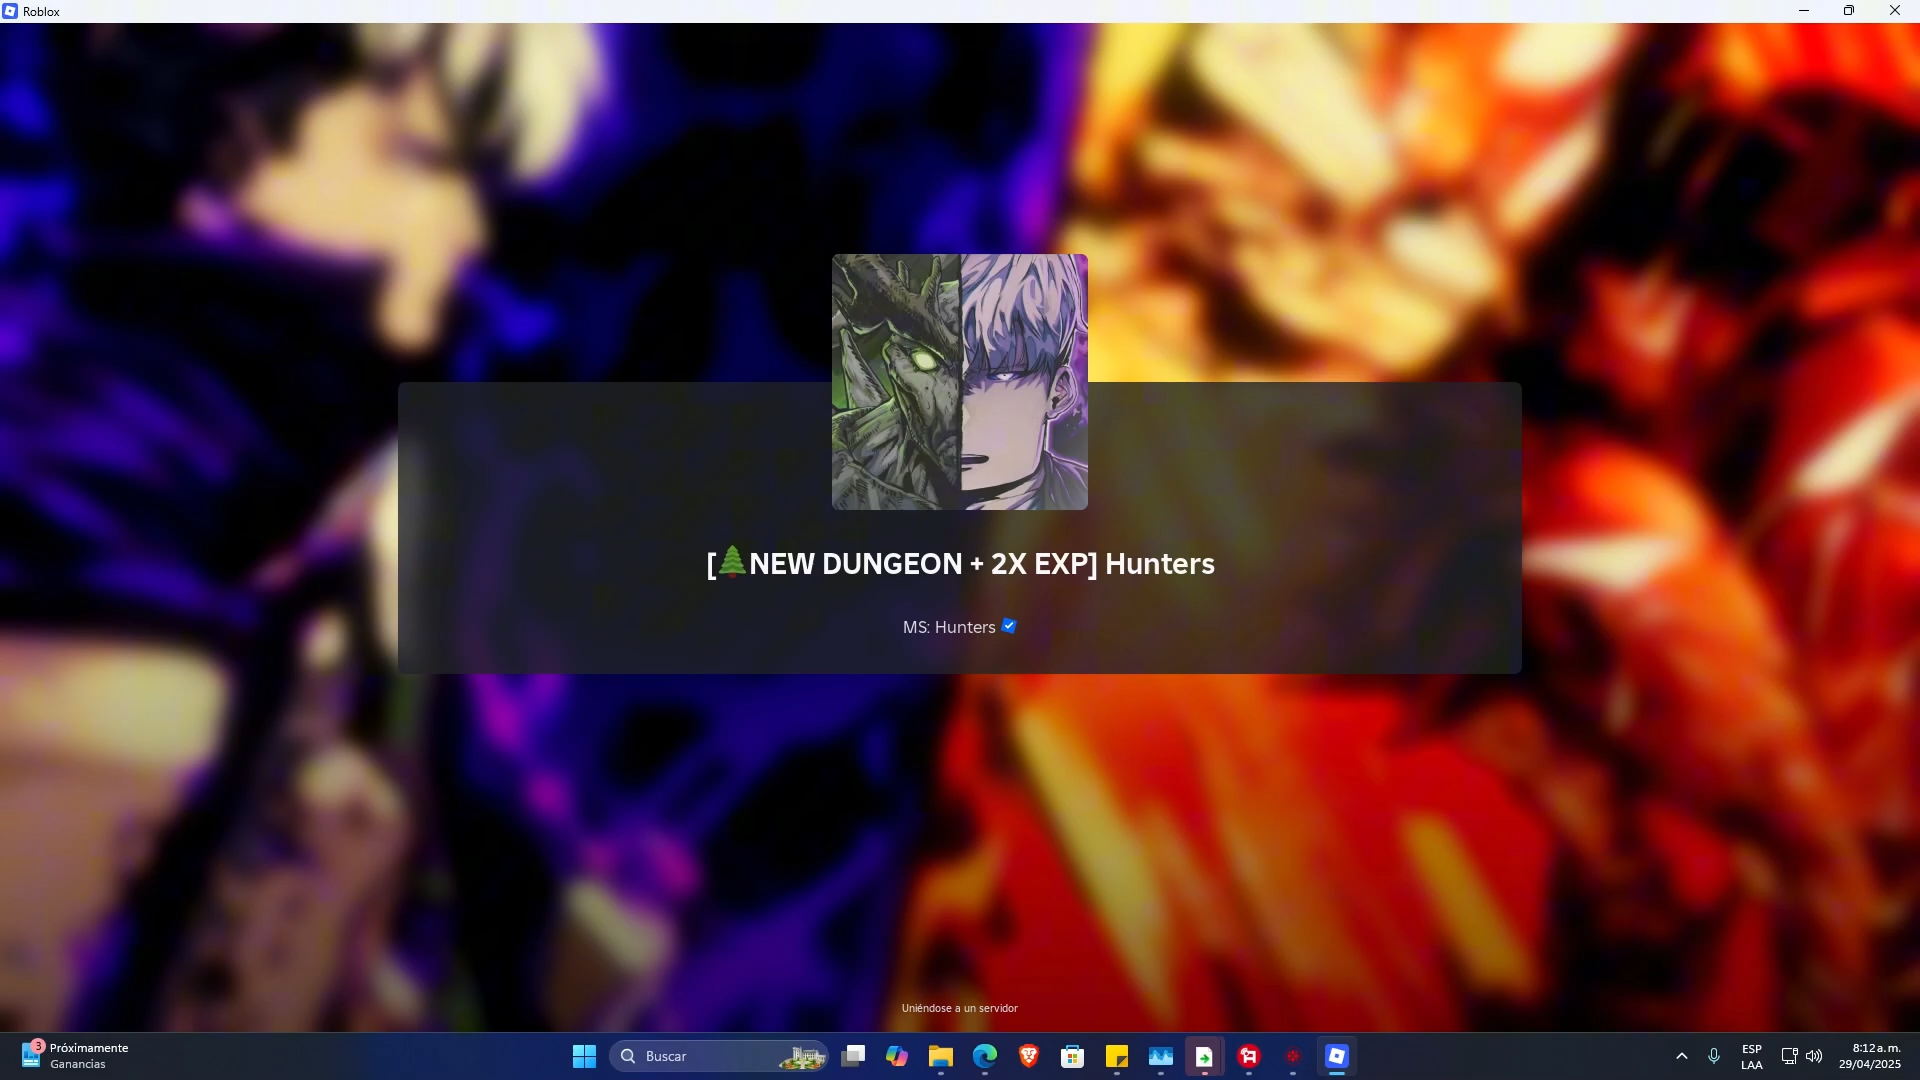 Roblox
[🌲NEW DUNGEON + 2X EXP] Hunters
MS: Hunters
Uniéndose a un servidor
3
Próximamente
Ganancias
Buscar
ESP
LAA
8:12 a. m.
29/04/2025